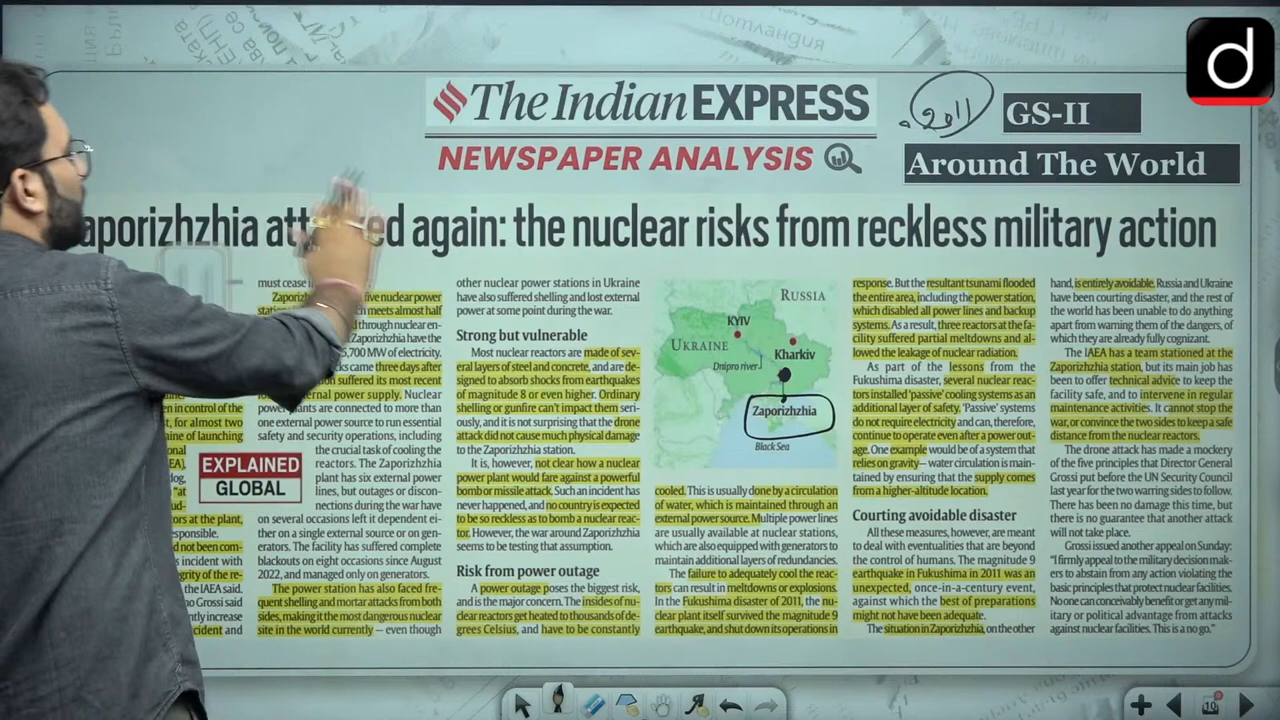 d
The Indian EXPRESS
NEWSPAPER ANALYSIS
2011
GS-II
Around The World
aporizhzhia again: the nuclear risks from reckless military action
must cease
five nuclear power
meets almost half
through nuclear en-
Zaporizhzhia have the
5,700 MW of electricity.
came three days after
suffered its most recent
power supply. Nuclear
plants are connected to more than
one external power source to run essential
safety and security operations, including
the crucial task of cooling the
reactors. The Zaporizhzhia
plant has six external power
lines, but outages or discon-
nections during the war have
on several occasions left it dependent ei-
ther on a single external source or on gen-
erators. The facility has suffered complete
blackouts on eight occasions since August
2022, and managed only on generators.
The power station has also faced fre-
quent shelling and mortar attacks from both
sides, making it the most dangerous nuclear
site in the world currently — even though
in control of the
for almost two
of launching
EXPLAINED
GLOBAL
at the plant,
responsible.
d not been com-
incident with
grity of the re-
the IAEA said.
Grossi said
ntly increase
cident and
other nuclear power stations in Ukraine
have also suffered shelling and lost external
power at some point during the war.
Strong but vulnerable
Most nuclear reactors are made of sev-
eral layers of steel and concrete, and are de-
signed to absorb shocks from earthquakes
of magnitude 8 or even higher. Ordinary
shelling or gunfire can't impact them seri-
ously, and it is not surprising that the drone
attack did not cause much physical damage
to the Zaporizhzhia station.
It is, however, not clear how a nuclear
power plant would fare against a powerful
bomb or missile attack. Such an incident has
never happened, and no country is expected
to be so reckless as to bomb a nuclear reac-
tor. However, the war around Zaporizhzhia
seems to be testing that assumption.
Risk from power outage
A power outage poses the biggest risk,
and is the major concern. The insides of nu-
clear reactors get heated to thousands of de-
grees Celsius, and have to be constantly
RUSSIA
KYIV
UKRAINE
Kharkiv
Dnipro river
Zaporizhzhia
Black Sea
cooled. This is usually done by a circulation
of water, which is maintained through an
external power source. Multiple power lines
are usually available at nuclear stations,
which are also equipped with generators to
maintain additional layers of redundancies.
The failure to adequately cool the reac-
tors can result in meltdowns or explosions.
In the Fukushima disaster of 2011, the nu-
clear plant itself survived the magnitude 9
earthquake, and shut down its operations in
response. But the resultant tsunami flooded
the entire area, including the power station,
which disabled all power lines and backup
systems. As a result, three reactors at the fa-
cility suffered partial meltdowns and al-
lowed the leakage of nuclear radiation.
As part of the lessons from the
Fukushima disaster, several nuclear reac-
tors installed 'passive' cooling systems as an
additional layer of safety. 'Passive' systems
do not require electricity and can, therefore,
continue to operate even after a power out-
age. One example would be of a system that
relies on gravity— water circulation is main-
tained by ensuring that the supply comes
from a higher-altitude location.
Courting avoidable disaster
All these measures, however, are meant
to deal with eventualities that are beyond
the control of humans. The magnitude 9
earthquake in Fukushima in 2011 was an
unexpected, once-in-a-century event,
against which the best of preparations
might not have been adequate.
The situation in Zaporizhzhia, on the other
hand, is entirely avoidable. Russia and Ukraine
have been courting disaster, and the rest of
the world has been unable to do anything
apart from warning them of the dangers, of
which they are already fully cognizant.
The IAEA has a team stationed at the
Zaporizhzhia station, but its main job has
been to offer technical advice to keep the
facility safe, and to intervene in regular
maintenance activities. It cannot stop the
war, or convince the two sides to keep a safe
distance from the nuclear reactors.
The drone attack has made a mockery
of the five principles that Director General
Grossi put before the UN Security Council
last year for the two warring sides to follow.
There has been no damage this time, but
there is no guarantee that another attack
will not take place.
Grossi issued another appeal on Sunday:
"I firmly appeal to the military decision mak-
ers to abstain from any action violating the
basic principles that protect nuclear facilities.
No one can conceivably benefit or get any mil-
itary or political advantage from attacks
against nuclear facilities. This is a no go."
10